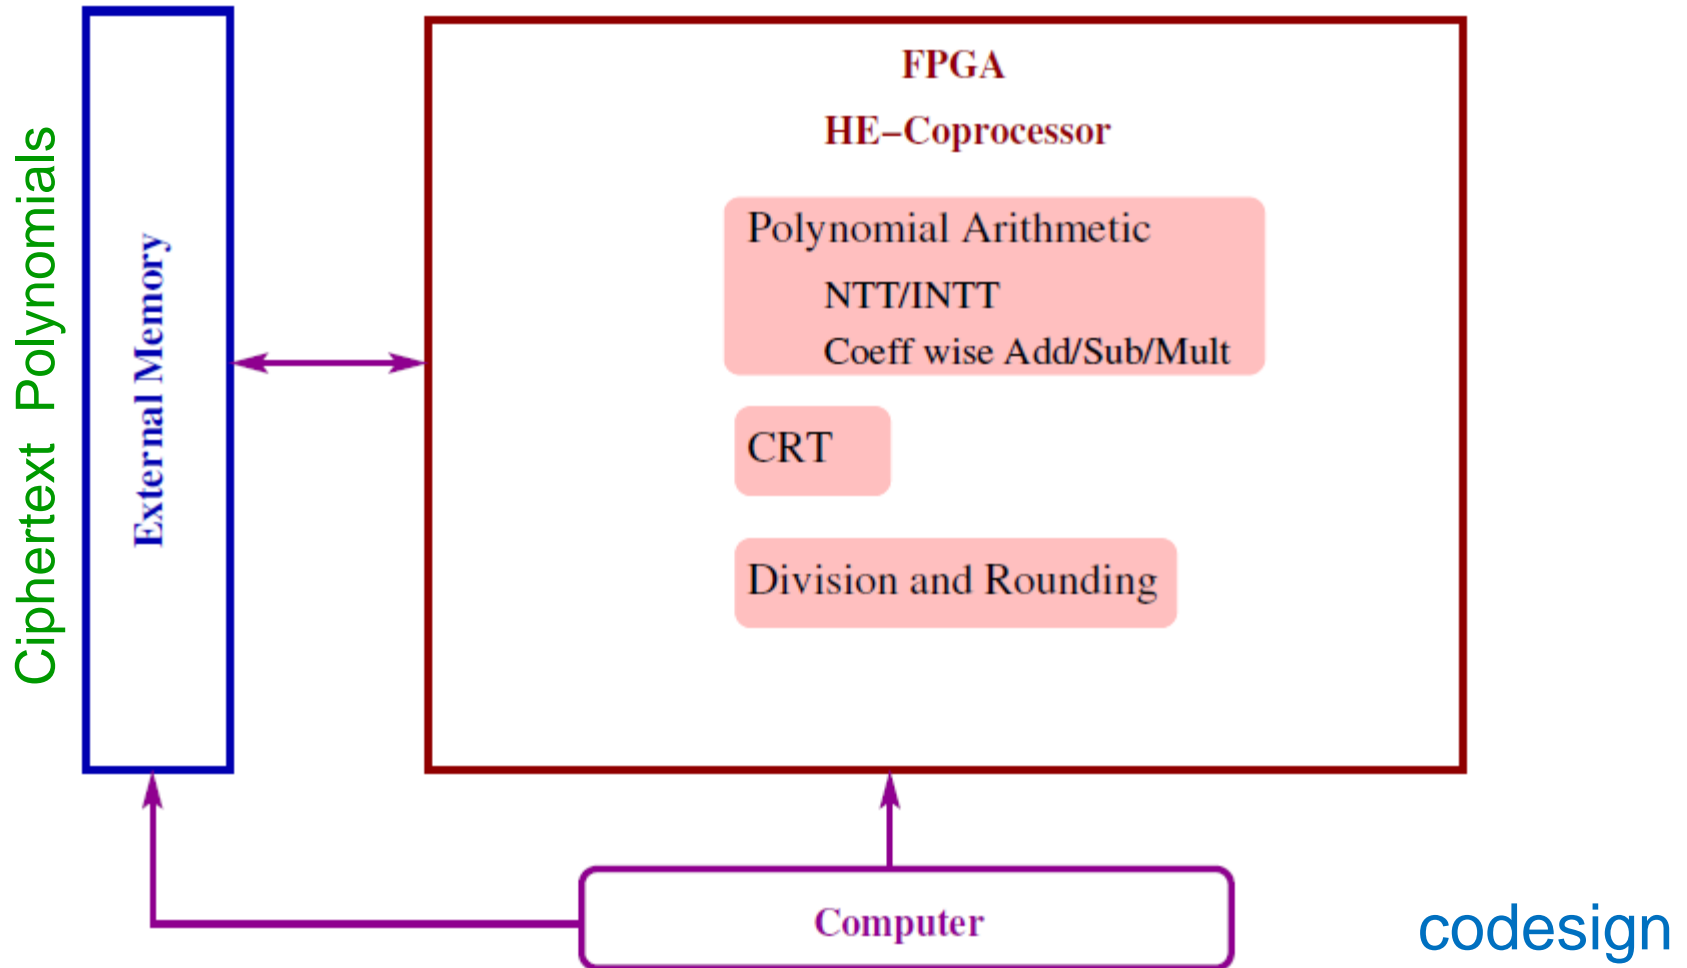 Ciphertext Polynomials
External Memory
FPGA
HE–Coprocessor
Polynomial Arithmetic
NTT/INTT
Coeff wise Add/Sub/Mult
CRT
Division and Rounding
Computer
codesign